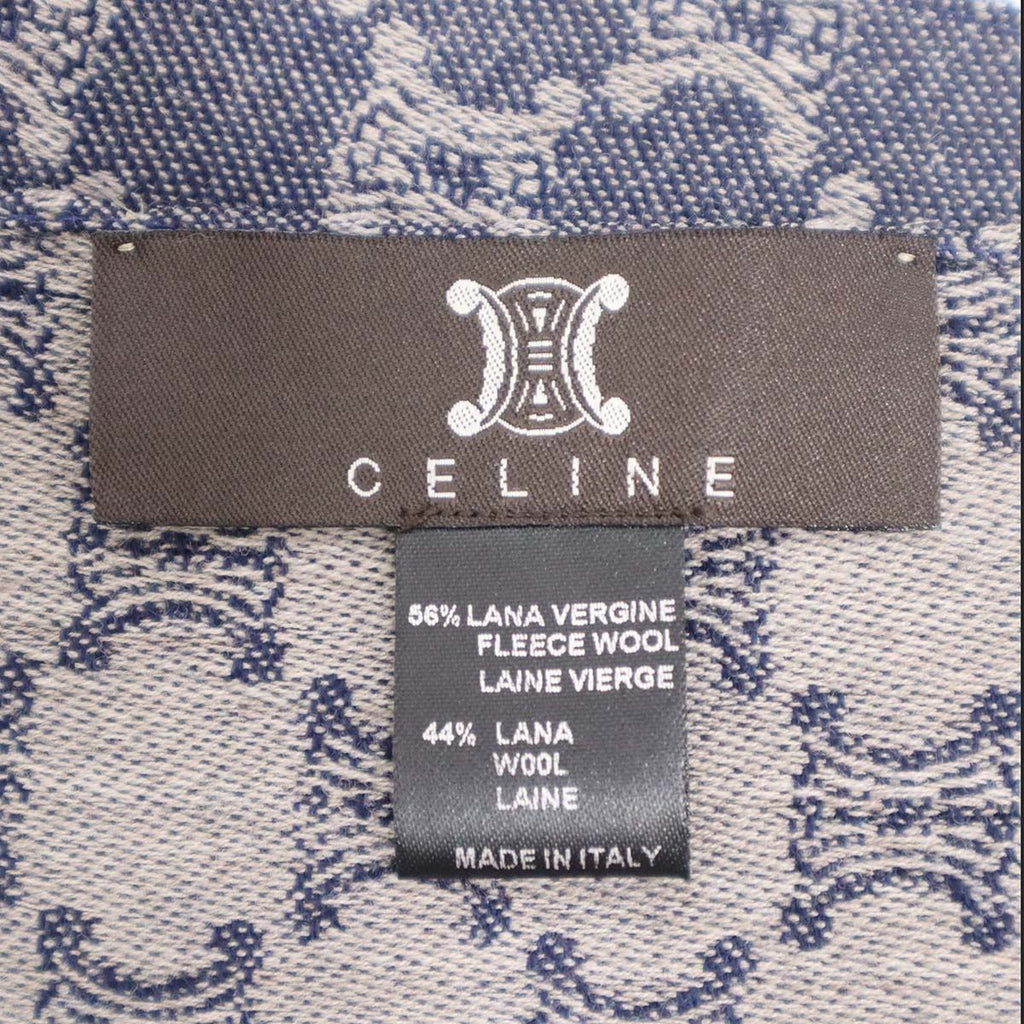 CELINE
56% LANA VERGINE
FLEECE WOOL
LAINE VIERGE
44% LANA
WOOL
LAINE
MADE IN ITALY